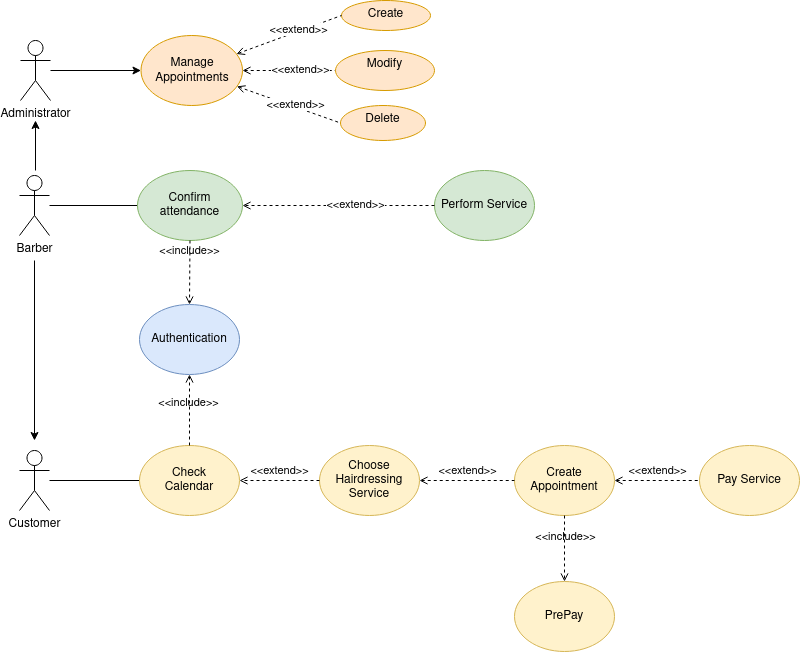 Create
<<extend>>
Manage
Appointments
<<extend>>
Modify
<<extend>>
Delete
Administrator
Confirm
attendance
<<extend>>
Perform Service
Barber
<<include>>
Authentication
<<include>>
Check
Calendar
<<extend>>
Choose
Hairdressing
Service
<<extend>>
Create
Appointment
<<extend>>
Pay Service
Customer
<<include>>
PrePay